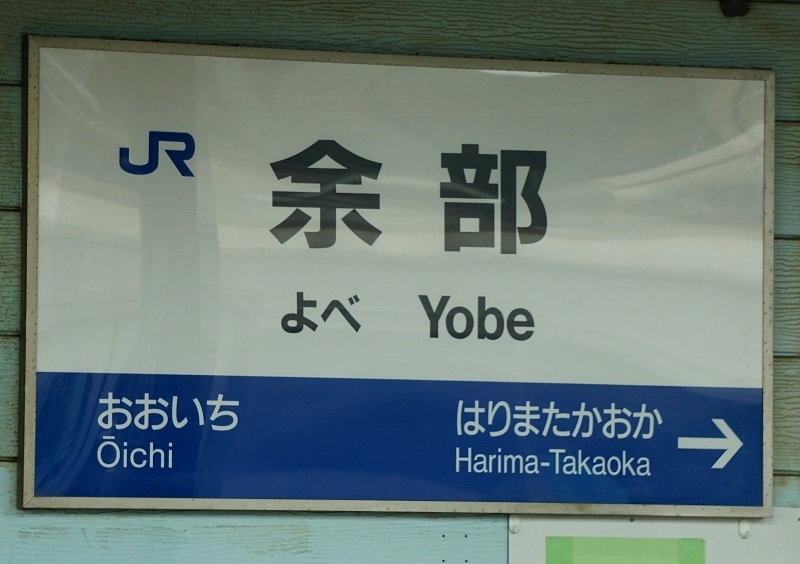 JR
余部
よべ Yobe
おおいち
Ōichi
はりまたかおか →
Harima-Takaoka